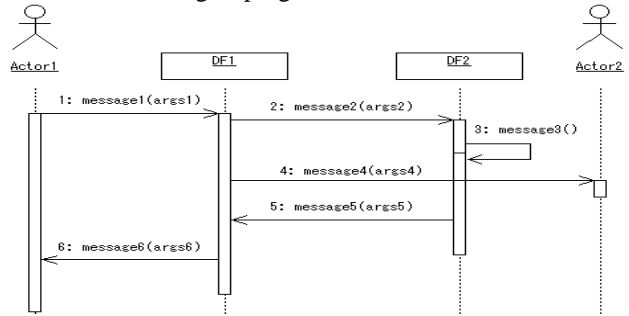 Actor1
DF1
DF2
Actor2
1: message1(args1)
2: message2(args2)
3: message3()
4: message4(args4)
5: message5(args5)
6: message6(args6)